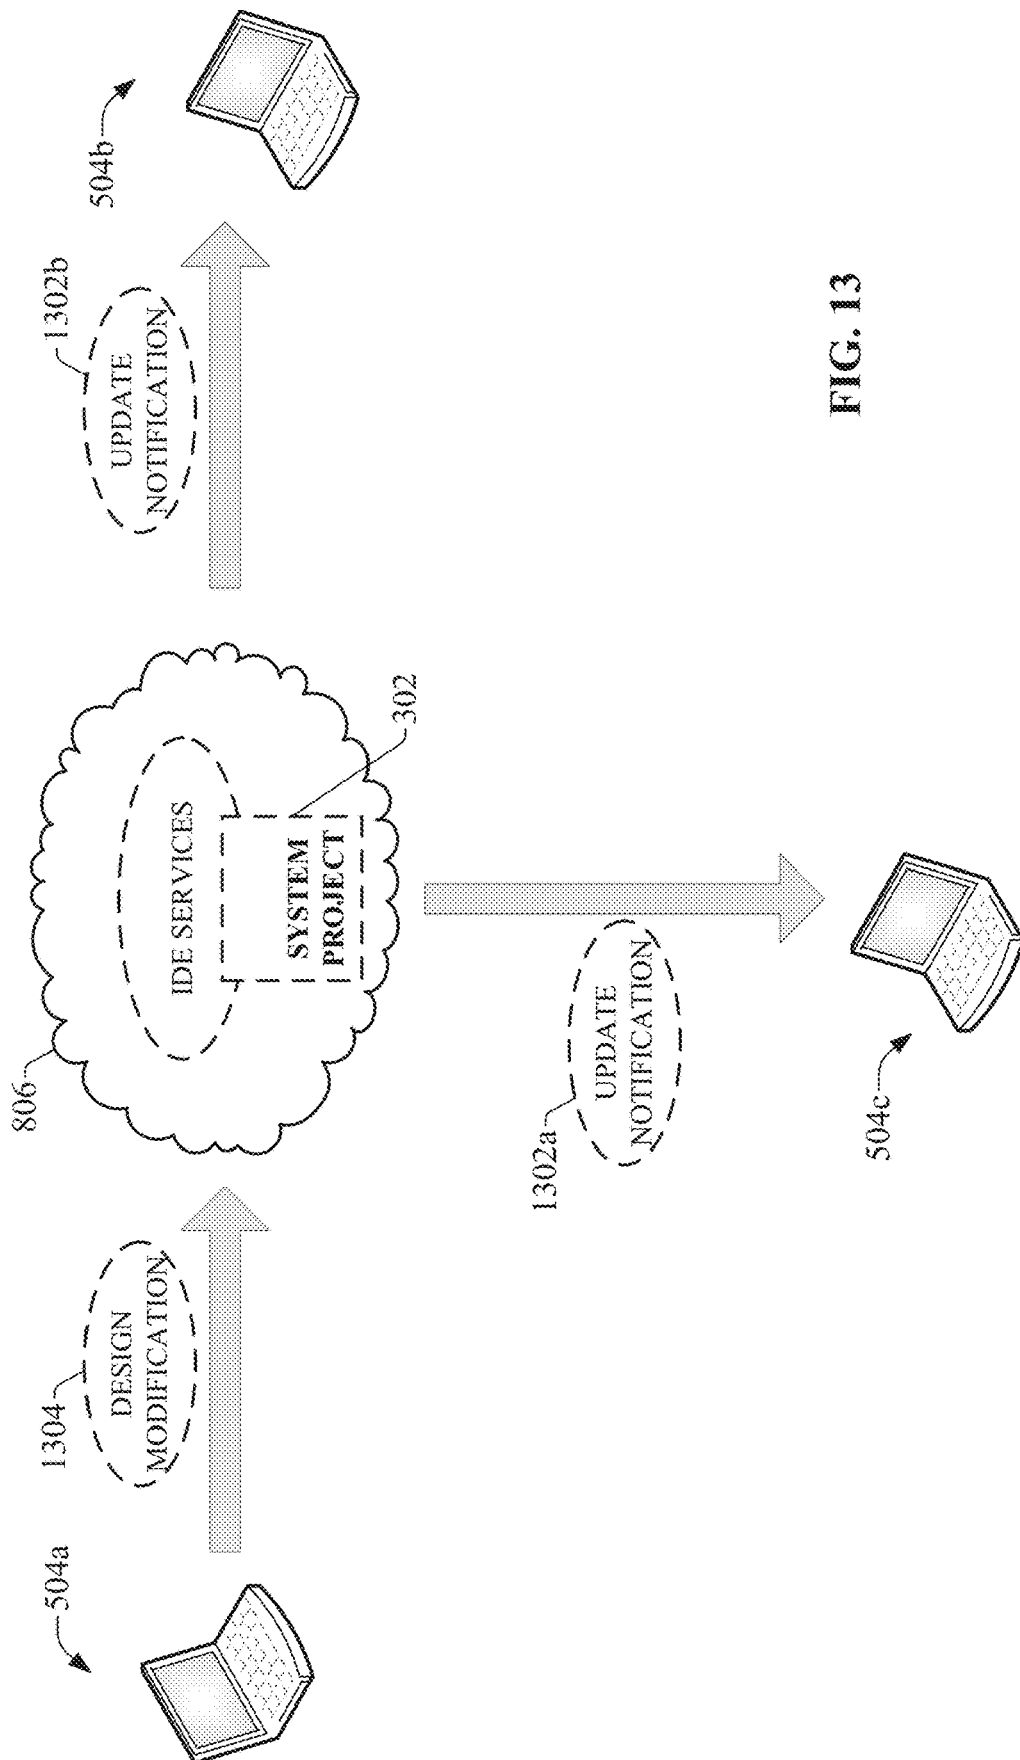 504a
1304
DESIGN
MODIFICATION
806
IDE SERVICES
SYSTEM
PROJECT
302
1302b
UPDATE
NOTIFICATION
504b
1302a
UPDATE
NOTIFICATION
504c
FIG. 13